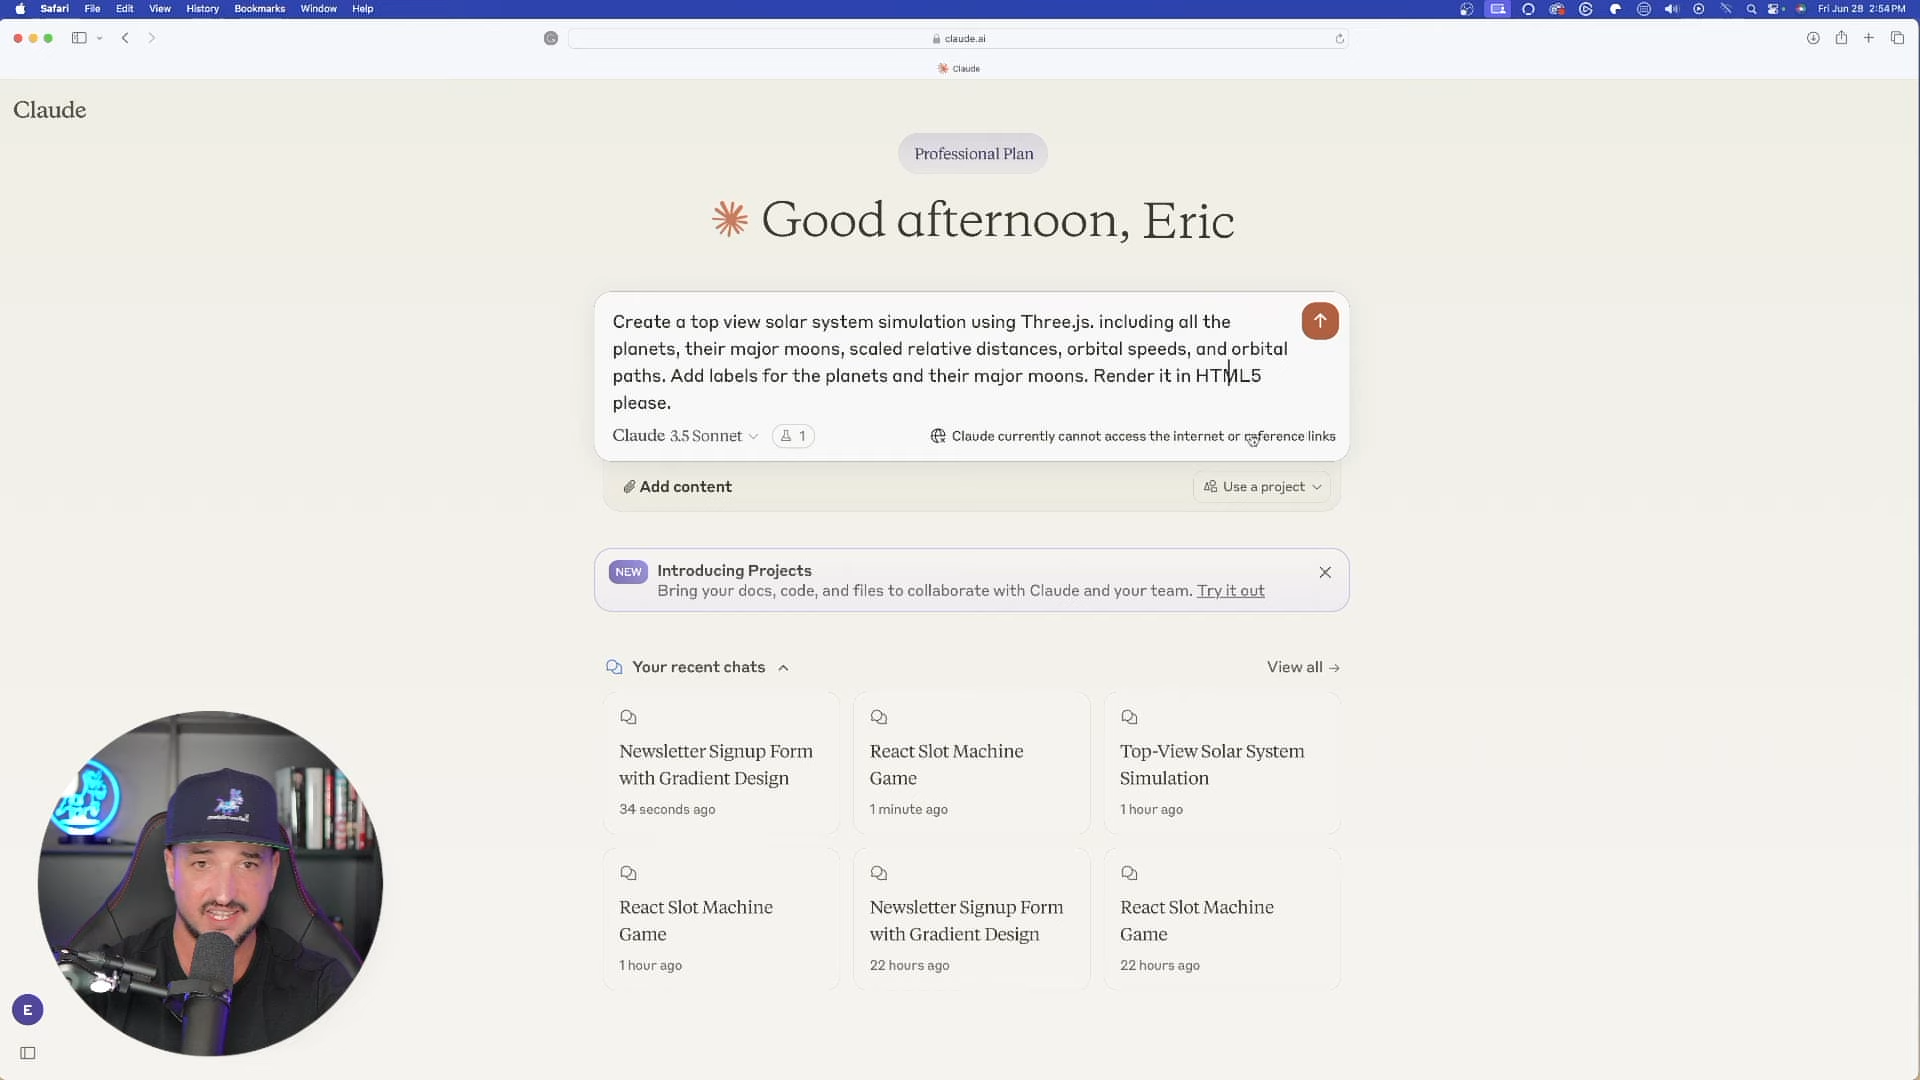 Safari File Edit View History Bookmarks Window Help
Fri Jun 28 2:54 PM
claude.ai
Claude
Claude
Professional Plan
Good afternoon, Eric
Create a top view solar system simulation using Three.js. including all the
planets, their major moons, scaled relative distances, orbital speeds, and orbital
paths. Add labels for the planets and their major moons. Render it in HTML5
please.
Claude 3.5 Sonnet
1
Claude currently cannot access the internet or reference links
Add content
Use a project
NEW
Introducing Projects
Bring your docs, code, and files to collaborate with Claude and your team. Try it out
Your recent chats
View all →
Newsletter Signup Form
with Gradient Design
34 seconds ago
React Slot Machine
Game
1 minute ago
Top-View Solar System
Simulation
1 hour ago
React Slot Machine
Game
1 hour ago
Newsletter Signup Form
with Gradient Design
22 hours ago
React Slot Machine
Game
22 hours ago
E